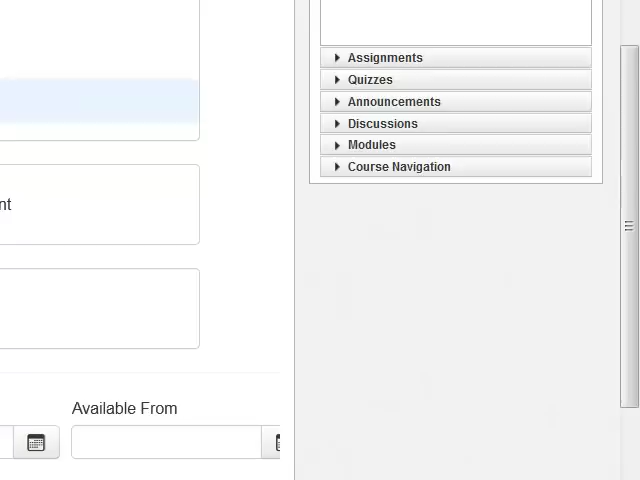 Assignments
Quizzes
Announcements
Discussions
Modules
Course Navigation
nt
Available From